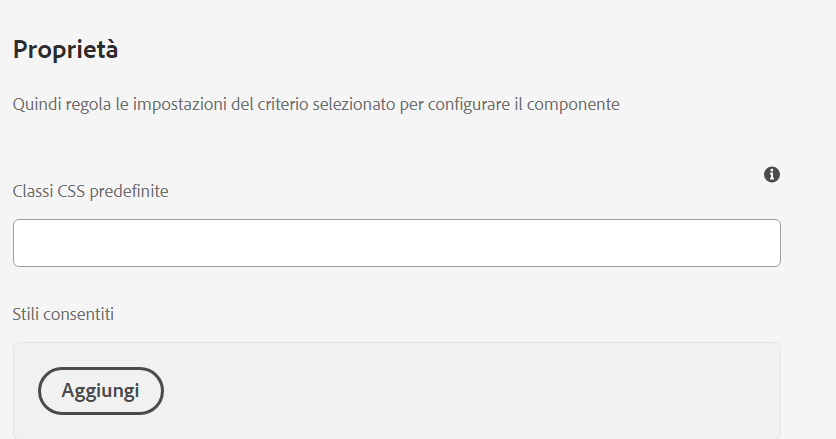 Proprietà
Quindi regola le impostazioni del criterio selezionato per configurare il componente
Classi CSS predefinite
Stili consentiti
Aggiungi